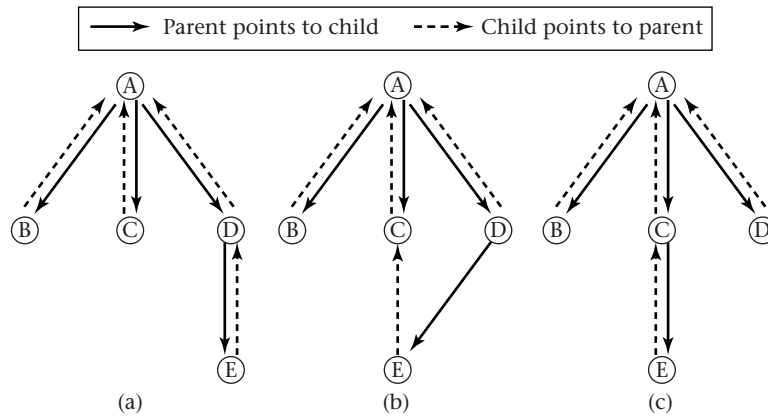 Parent points to child Child points to parent
A A A
B C D B C D B C D
E E E
(a) (b) (c)